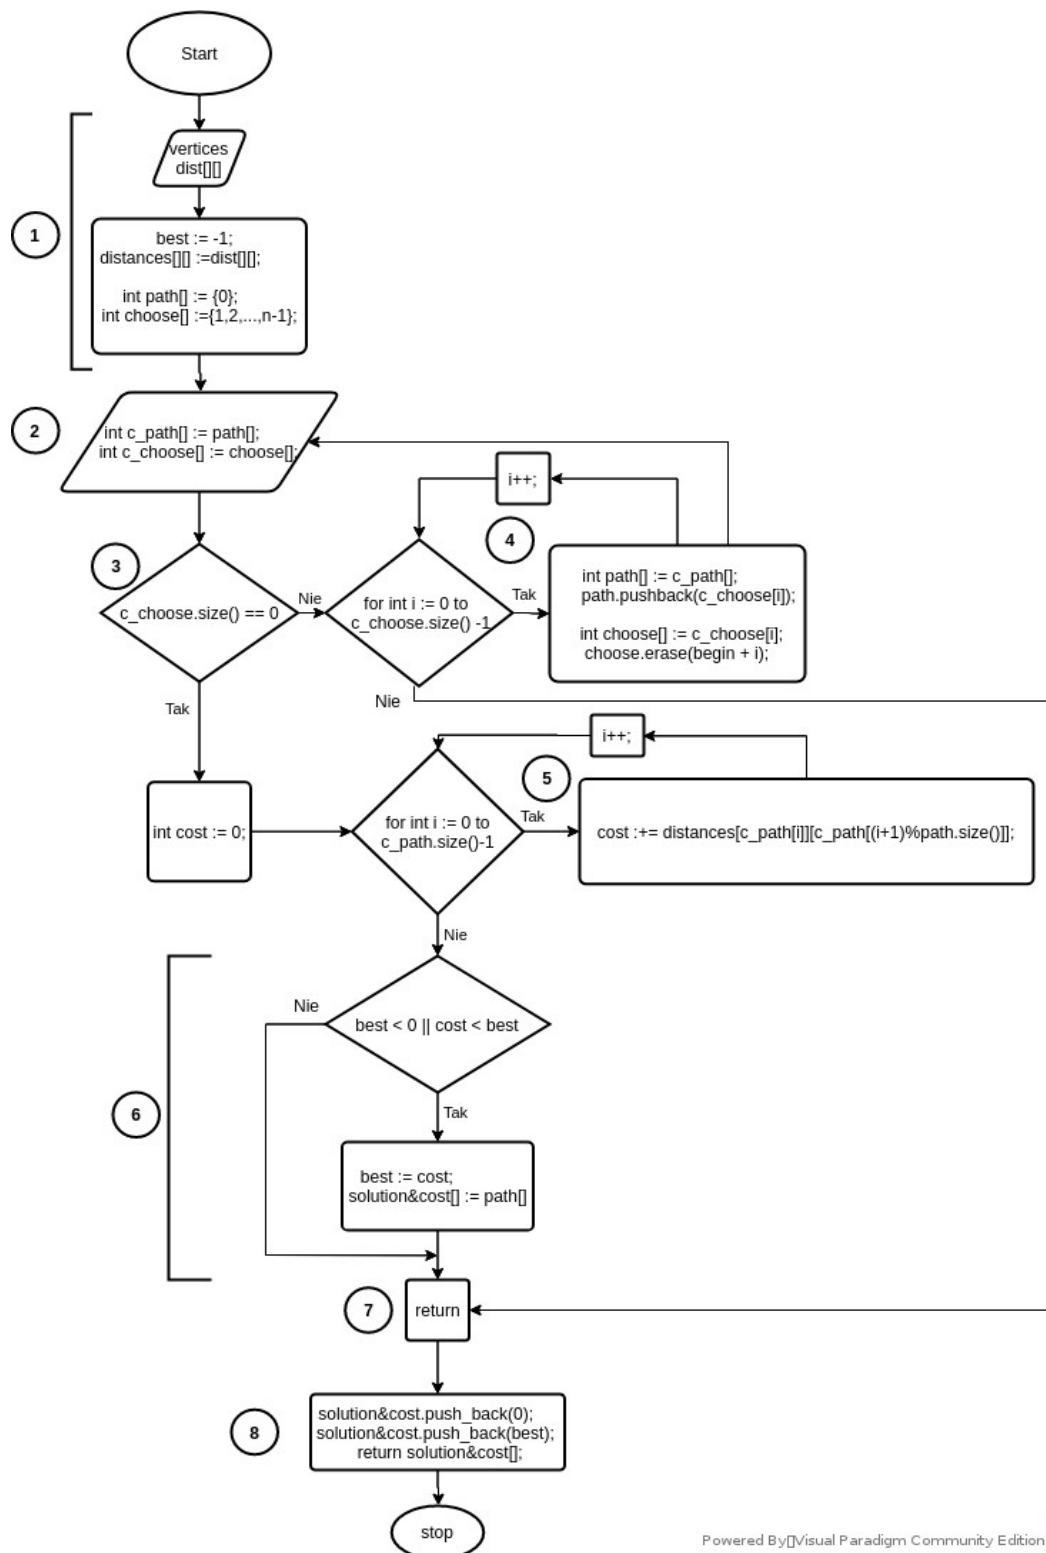 Start
vertices
dist[][]
1
best := -1;
distances[][] :=dist[][];
int path[] := {0};
int choose[] :={1,2,...,n-1};
2
int c_path[] := path[];
int c_choose[] := choose[];
i++;
4
3
c_choose.size() == 0
Nie
for int i := 0 to
c_choose.size() -1
Tak
int path[] := c_path[];
path.pushback(c_choose[i]);
int choose[] := c_choose[i];
choose.erase(begin + i);
Nie
Tak
i++;
5
int cost := 0;
for int i := 0 to
c_path.size()-1
Tak
cost :+= distances[c_path[i]][c_path[(i+1)%path.size()]];
Nie
Nie
best < 0 || cost < best
6
Tak
best := cost;
solution&cost[] := path[]
7
return
8
solution&cost.push_back(0);
solution&cost.push_back(best);
return solution&cost[];
stop
Powered By▯Visual Paradigm Community Edition